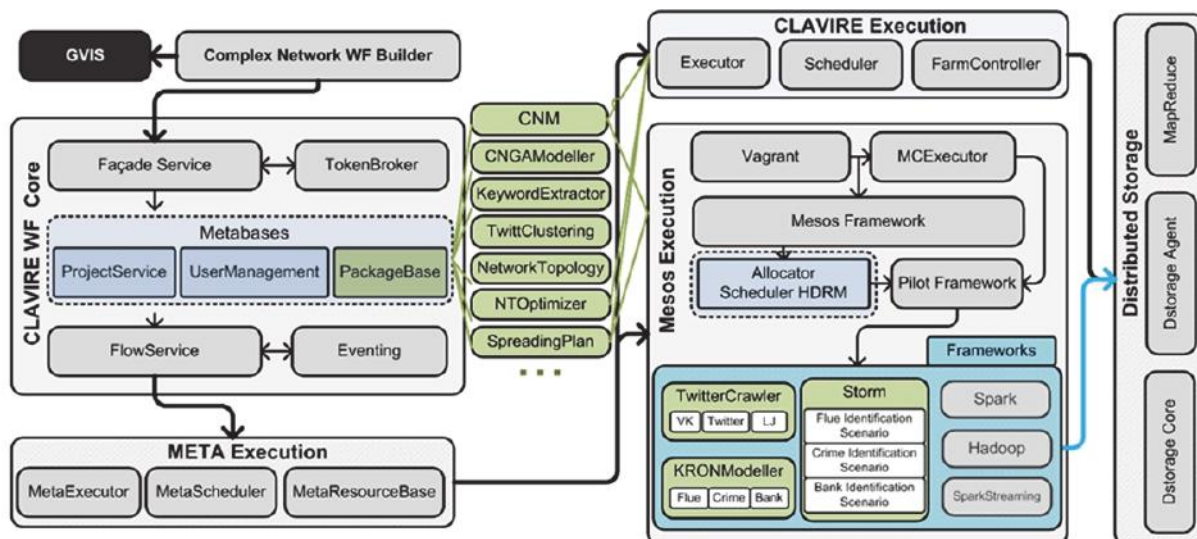 GVIS
Complex Network WF Builder
CLAVIRE WF Core
Façade Service
TokenBroker
Metabases
ProjectService
UserManagement
PackageBase
FlowService
Eventing
META Execution
MetaExecutor
MetaScheduler
MetaResourceBase
CNM
CNGAModeller
KeywordExtractor
TwittClustering
NetworkTopology
NTOptimizer
SpreadingPlan
...
CLAVIRE Execution
Executor
Scheduler
FarmController
Mesos Execution
Vagrant
MCExecutor
Mesos Framework
Allocator
Scheduler HDRM
Pilot Framework
Frameworks
TwitterCrawler
VK
Twitter
LJ
KRONModeller
Flue
Crime
Bank
Storm
Flue Identification
Scenario
Crime Identification
Scenario
Bank Identification
Scenario
Spark
Hadoop
SparkStreaming
Distributed Storage
MapReduce
Dstorage Agent
Dstorage Core